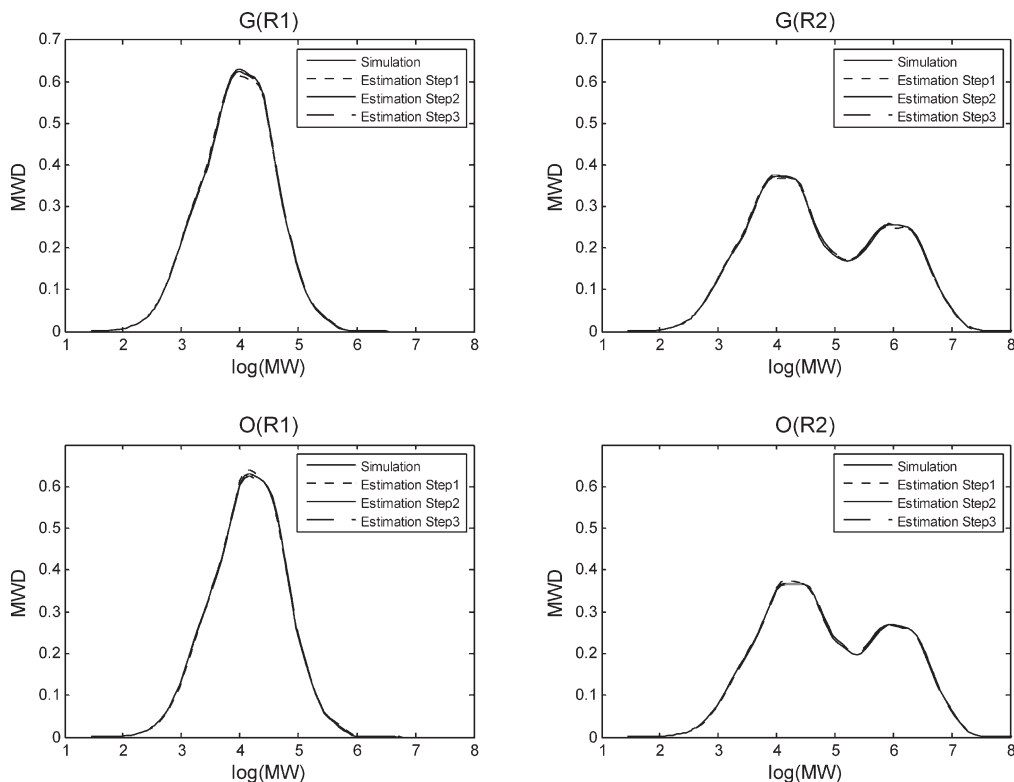 G(R1)
0.7
0.6
0.5
0.4
0.3
0.2
0.1
0
MWD
1 2 3 4 5 6 7 8
log(MW)
Simulation
Estimation Step1
Estimation Step2
Estimation Step3
G(R2)
0.7
0.6
0.5
0.4
0.3
0.2
0.1
0
MWD
1 2 3 4 5 6 7 8
log(MW)
Simulation
Estimation Step1
Estimation Step2
Estimation Step3
O(R1)
0.6
0.5
0.4
0.3
0.2
0.1
0
MWD
1 2 3 4 5 6 7 8
log(MW)
Simulation
Estimation Step1
Estimation Step2
Estimation Step3
O(R2)
0.6
0.5
0.4
0.3
0.2
0.1
0
MWD
1 2 3 4 5 6 7 8
log(MW)
Simulation
Estimation Step1
Estimation Step2
Estimation Step3